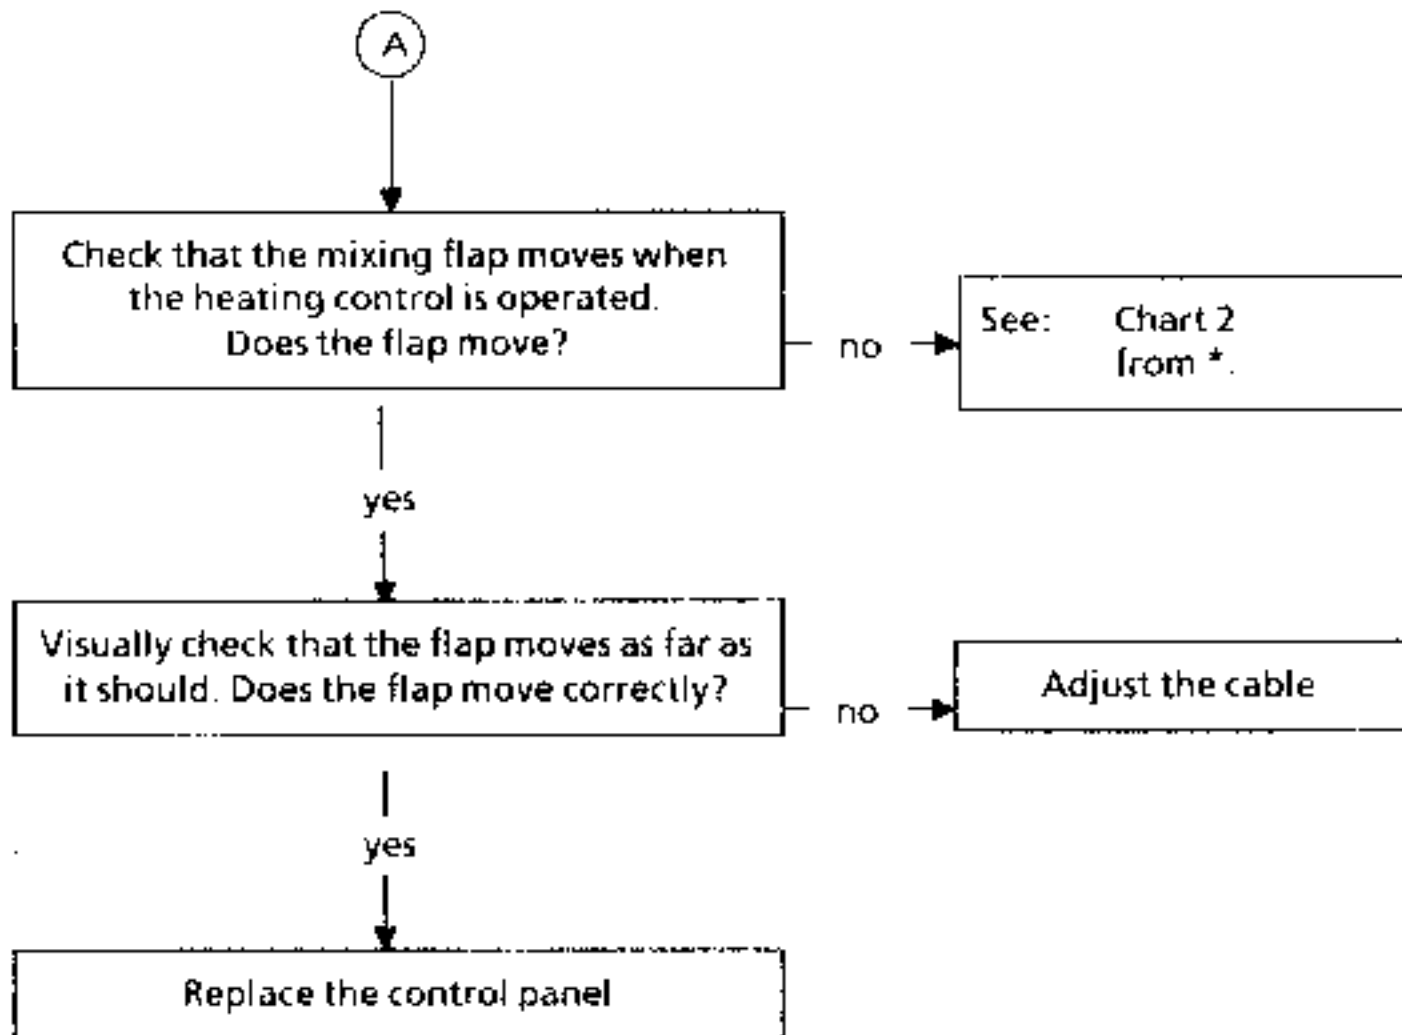 A
Check that the mixing flap moves when
the heating control is operated.
Does the flap move?
no
See: Chart 2
from *.
yes
Visually check that the flap moves as far as
it should. Does the flap move correctly?
no
Adjust the cable
yes
Replace the control panel